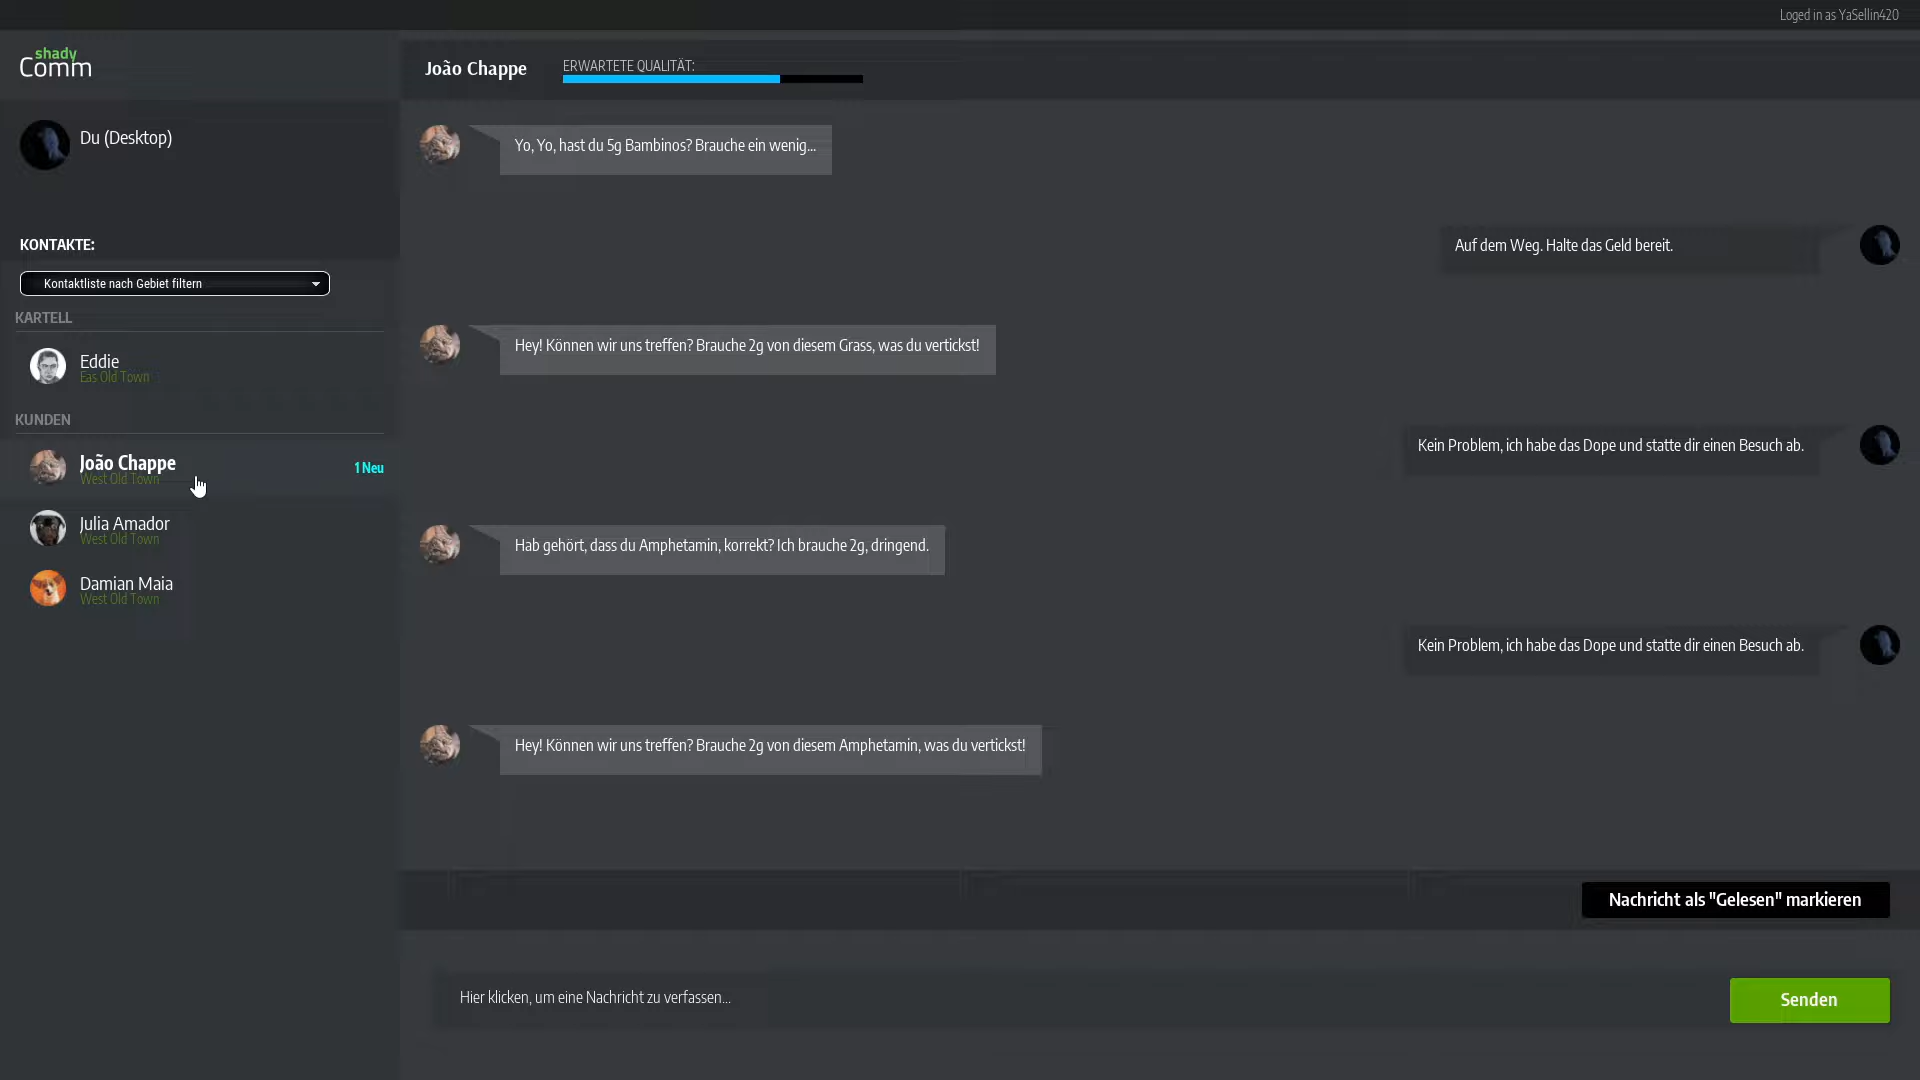 Loged in as YaSellin420
shady
Comm
João Chappe
ERWARTETE QUALITÄT:
Du (Desktop)
KONTAKTE:
Kontaktliste nach Gebiet filtern
KARTELL
Eddie
Eas Old Town
KUNDEN
João Chappe
West Old Town
1 Neu
Julia Amador
West Old Town
Damian Maia
West Old Town
Yo, Yo, hast du 5g Bambinos? Brauche ein wenig...
Auf dem Weg. Halte das Geld bereit.
Hey! Können wir uns treffen? Brauche 2g von diesem Grass, was du vertickst!
Kein Problem, ich habe das Dope und statte dir einen Besuch ab.
Hab gehört, dass du Amphetamin, korrekt? Ich brauche 2g, dringend.
Kein Problem, ich habe das Dope und statte dir einen Besuch ab.
Hey! Können wir uns treffen? Brauche 2g von diesem Amphetamin, was du vertickst!
Nachricht als "Gelesen" markieren
Hier klicken, um eine Nachricht zu verfassen...
Senden